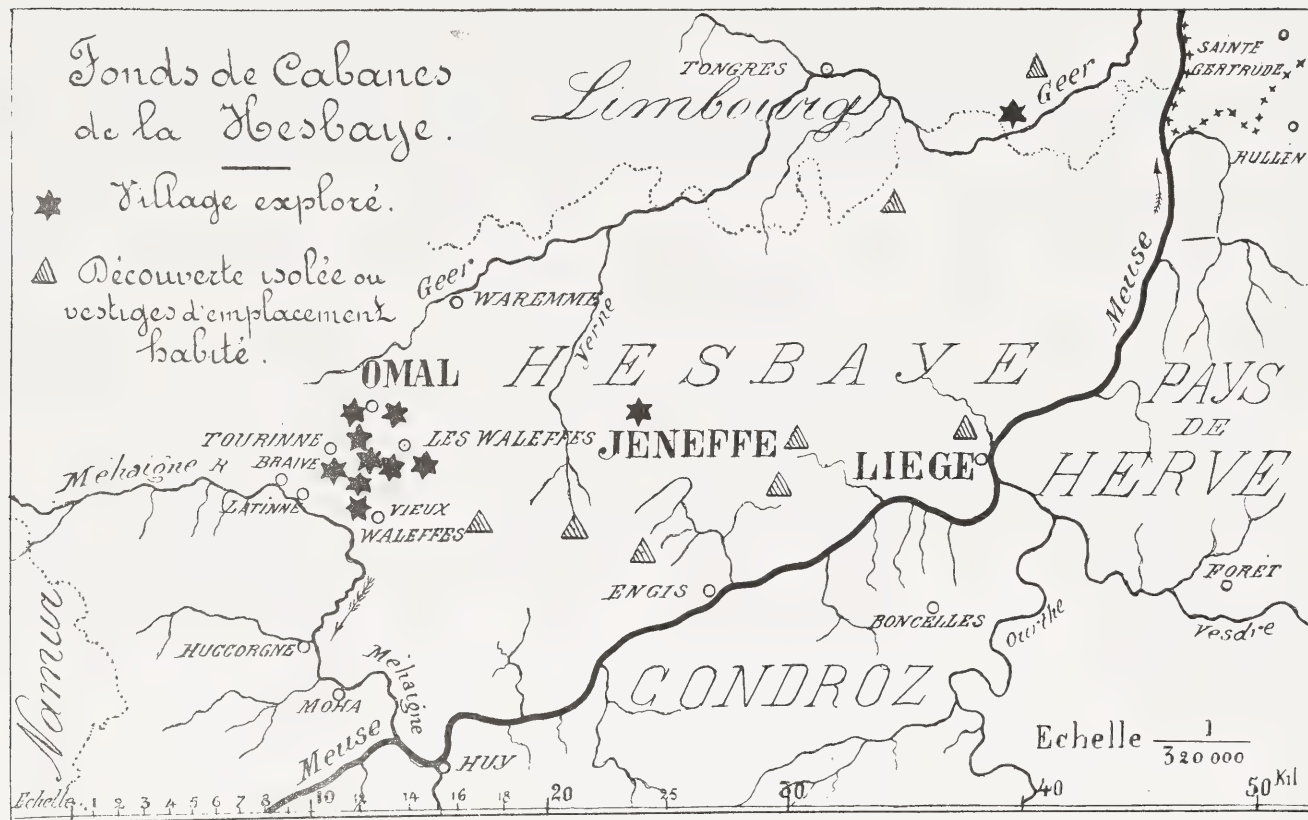 Fonds de Cabanes
de la Hesbaye.
Village exploré.
Découverte isolée ou
vestiges d'emplacement
habité.
TONGRES
Limbourg
Geer
SAINTE
GERTRUDE
RULLEN
Geer
WAREMME
Yerne
Meuse
OMAL
HESBAYE
PAYS
DE
HERVE
TOURINNE
LES WALEFFES
JENEFFE
LIEGE
Mehaigne R
BRAIVE
LATINNE
VIEUX
WALEFFES
ENGIS
BONCELLES
Ourthe
FORÊT
Vesdre
Namur
HUCCORGNE
Méhaigne
MOHA
CONDROZ
Meuse
HUY
Echelle 1
320 000
Echelle. 1 2 3 4 5 6 7 8 10 12 14 16 18 20 25 30 40 50 Kil